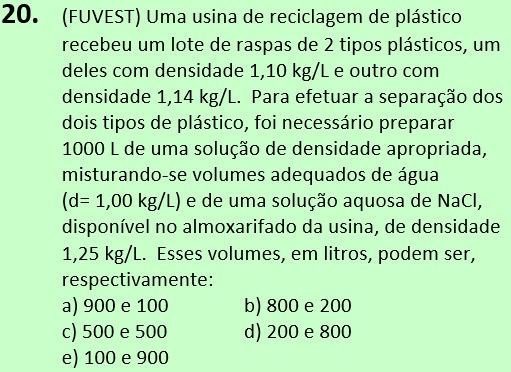 20. (FUVEST) Uma usina de reciclagem de plástico
recebeu um lote de raspas de 2 tipos plásticos, um
deles com densidade 1,10 kg/L e outro com
densidade 1,14 kg/L. Para efetuar a separação dos
dois tipos de plástico, foi necessário preparar
1000 L de uma solução de densidade apropriada,
misturando-se volumes adequados de água
(d= 1,00 kg/L) e de uma solução aquosa de NaCl,
disponível no almoxarifado da usina, de densidade
1,25 kg/L. Esses volumes, em litros, podem ser,
respectivamente:
a) 900 e 100 b) 800 e 200
c) 500 e 500 d) 200 e 800
e) 100 e 900